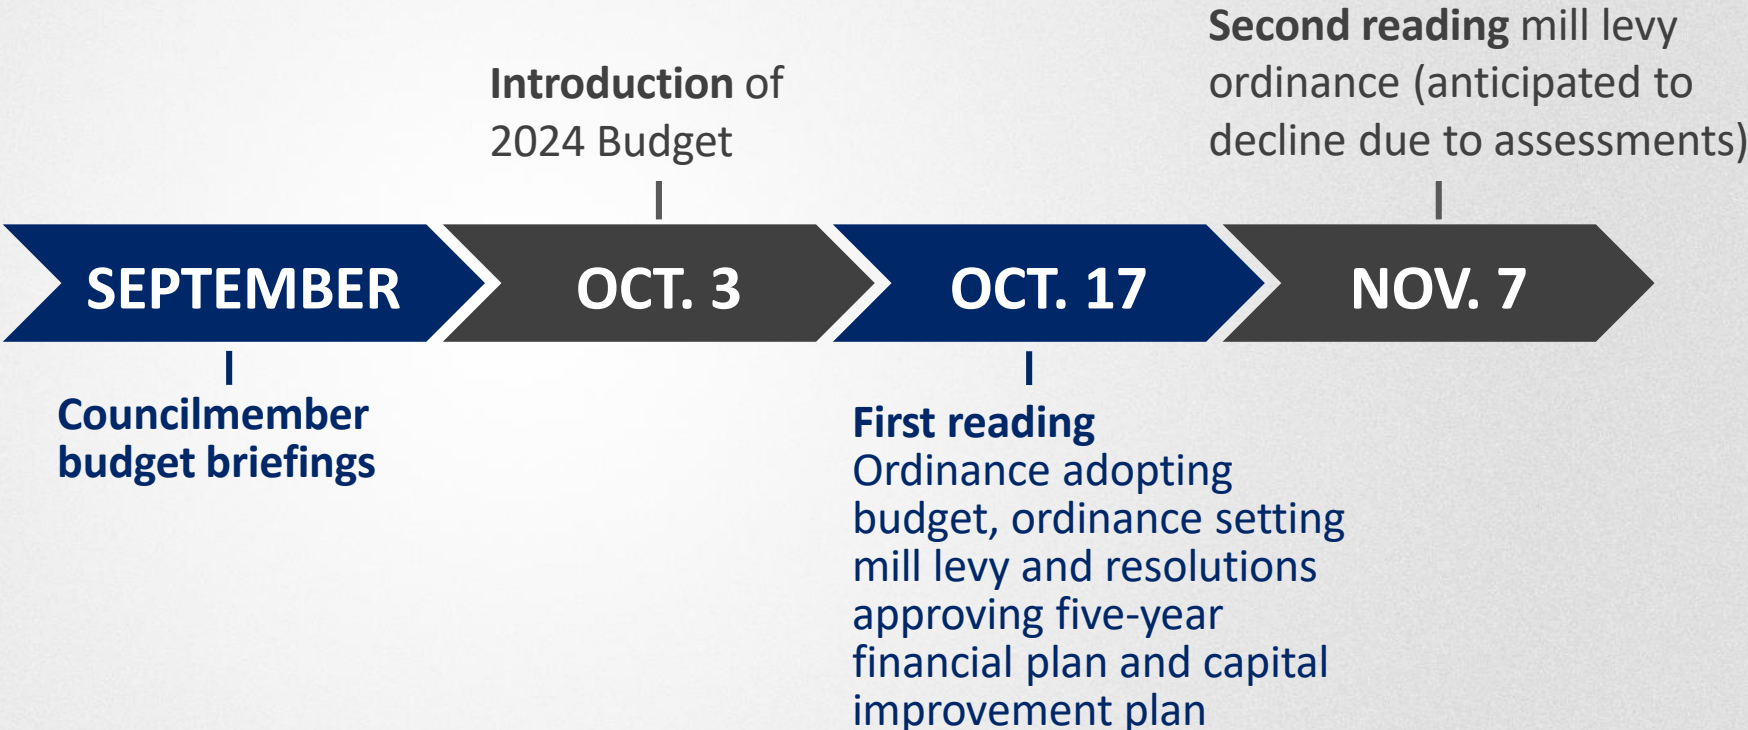 Second reading mill levy
ordinance (anticipated to
decline due to assessments)
Introduction of
2024 Budget
SEPTEMBER
OCT. 3
OCT. 17
NOV. 7
Councilmember
budget briefings
First reading
Ordinance adopting
budget, ordinance setting
mill levy and resolutions
approving five-year
financial plan and capital
improvement plan